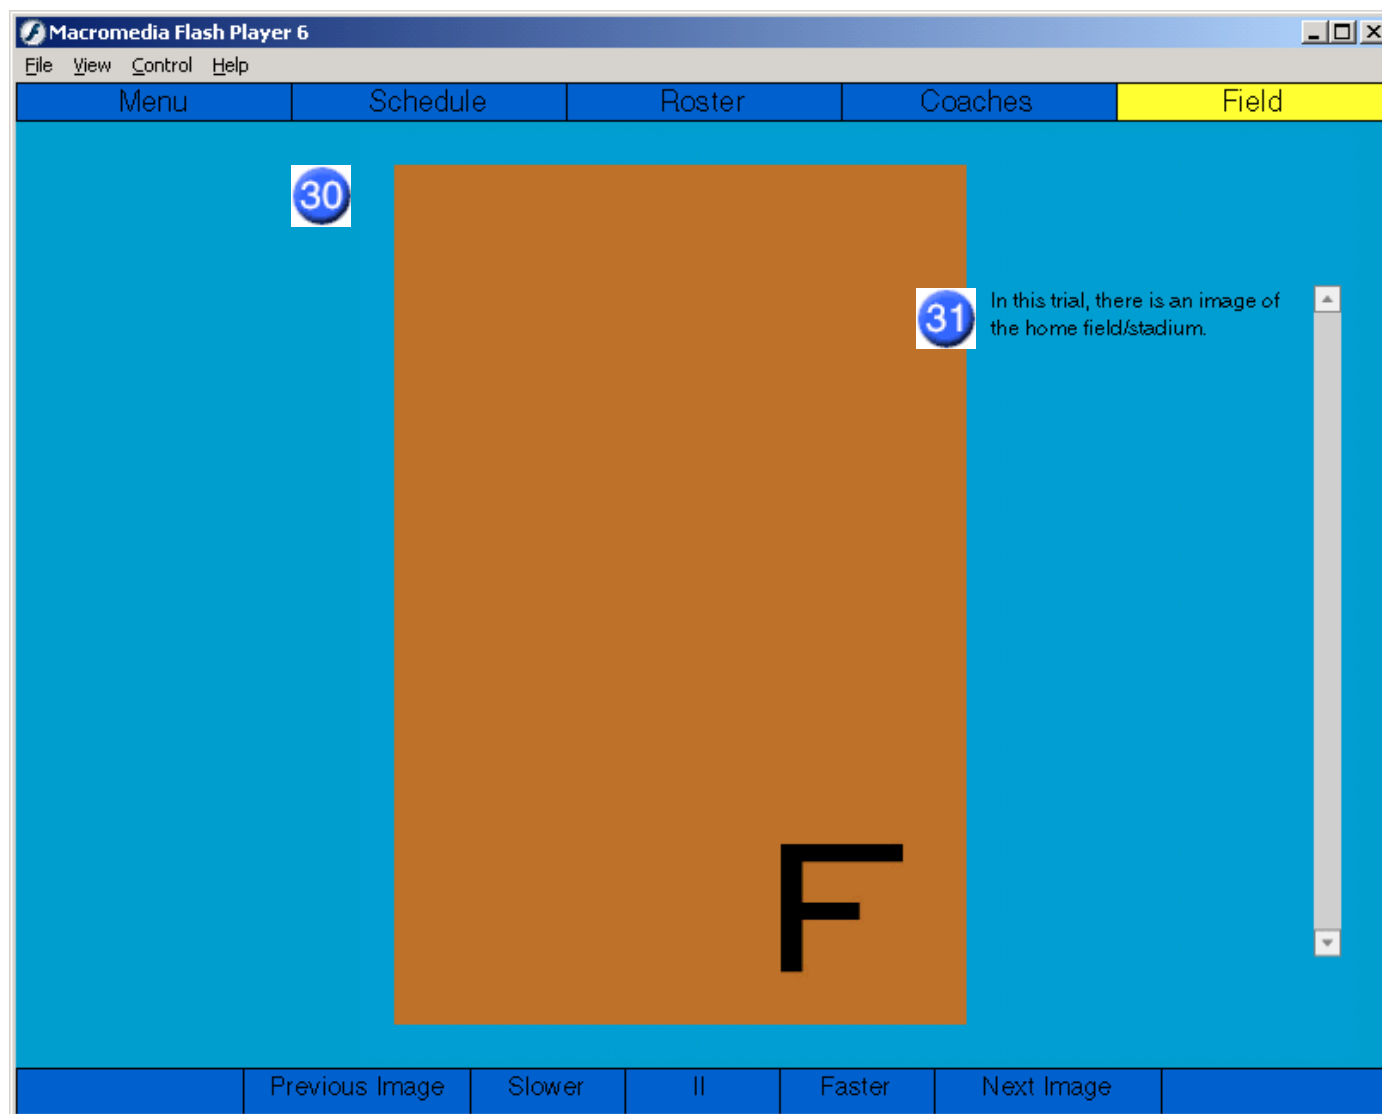 Macromedia Flash Player 6
File View Control Help
Menu Schedule Roster Coaches Field
30
31
In this trial, there is an image of
the home field/stadium.
F
Previous Image Slower II Faster Next Image